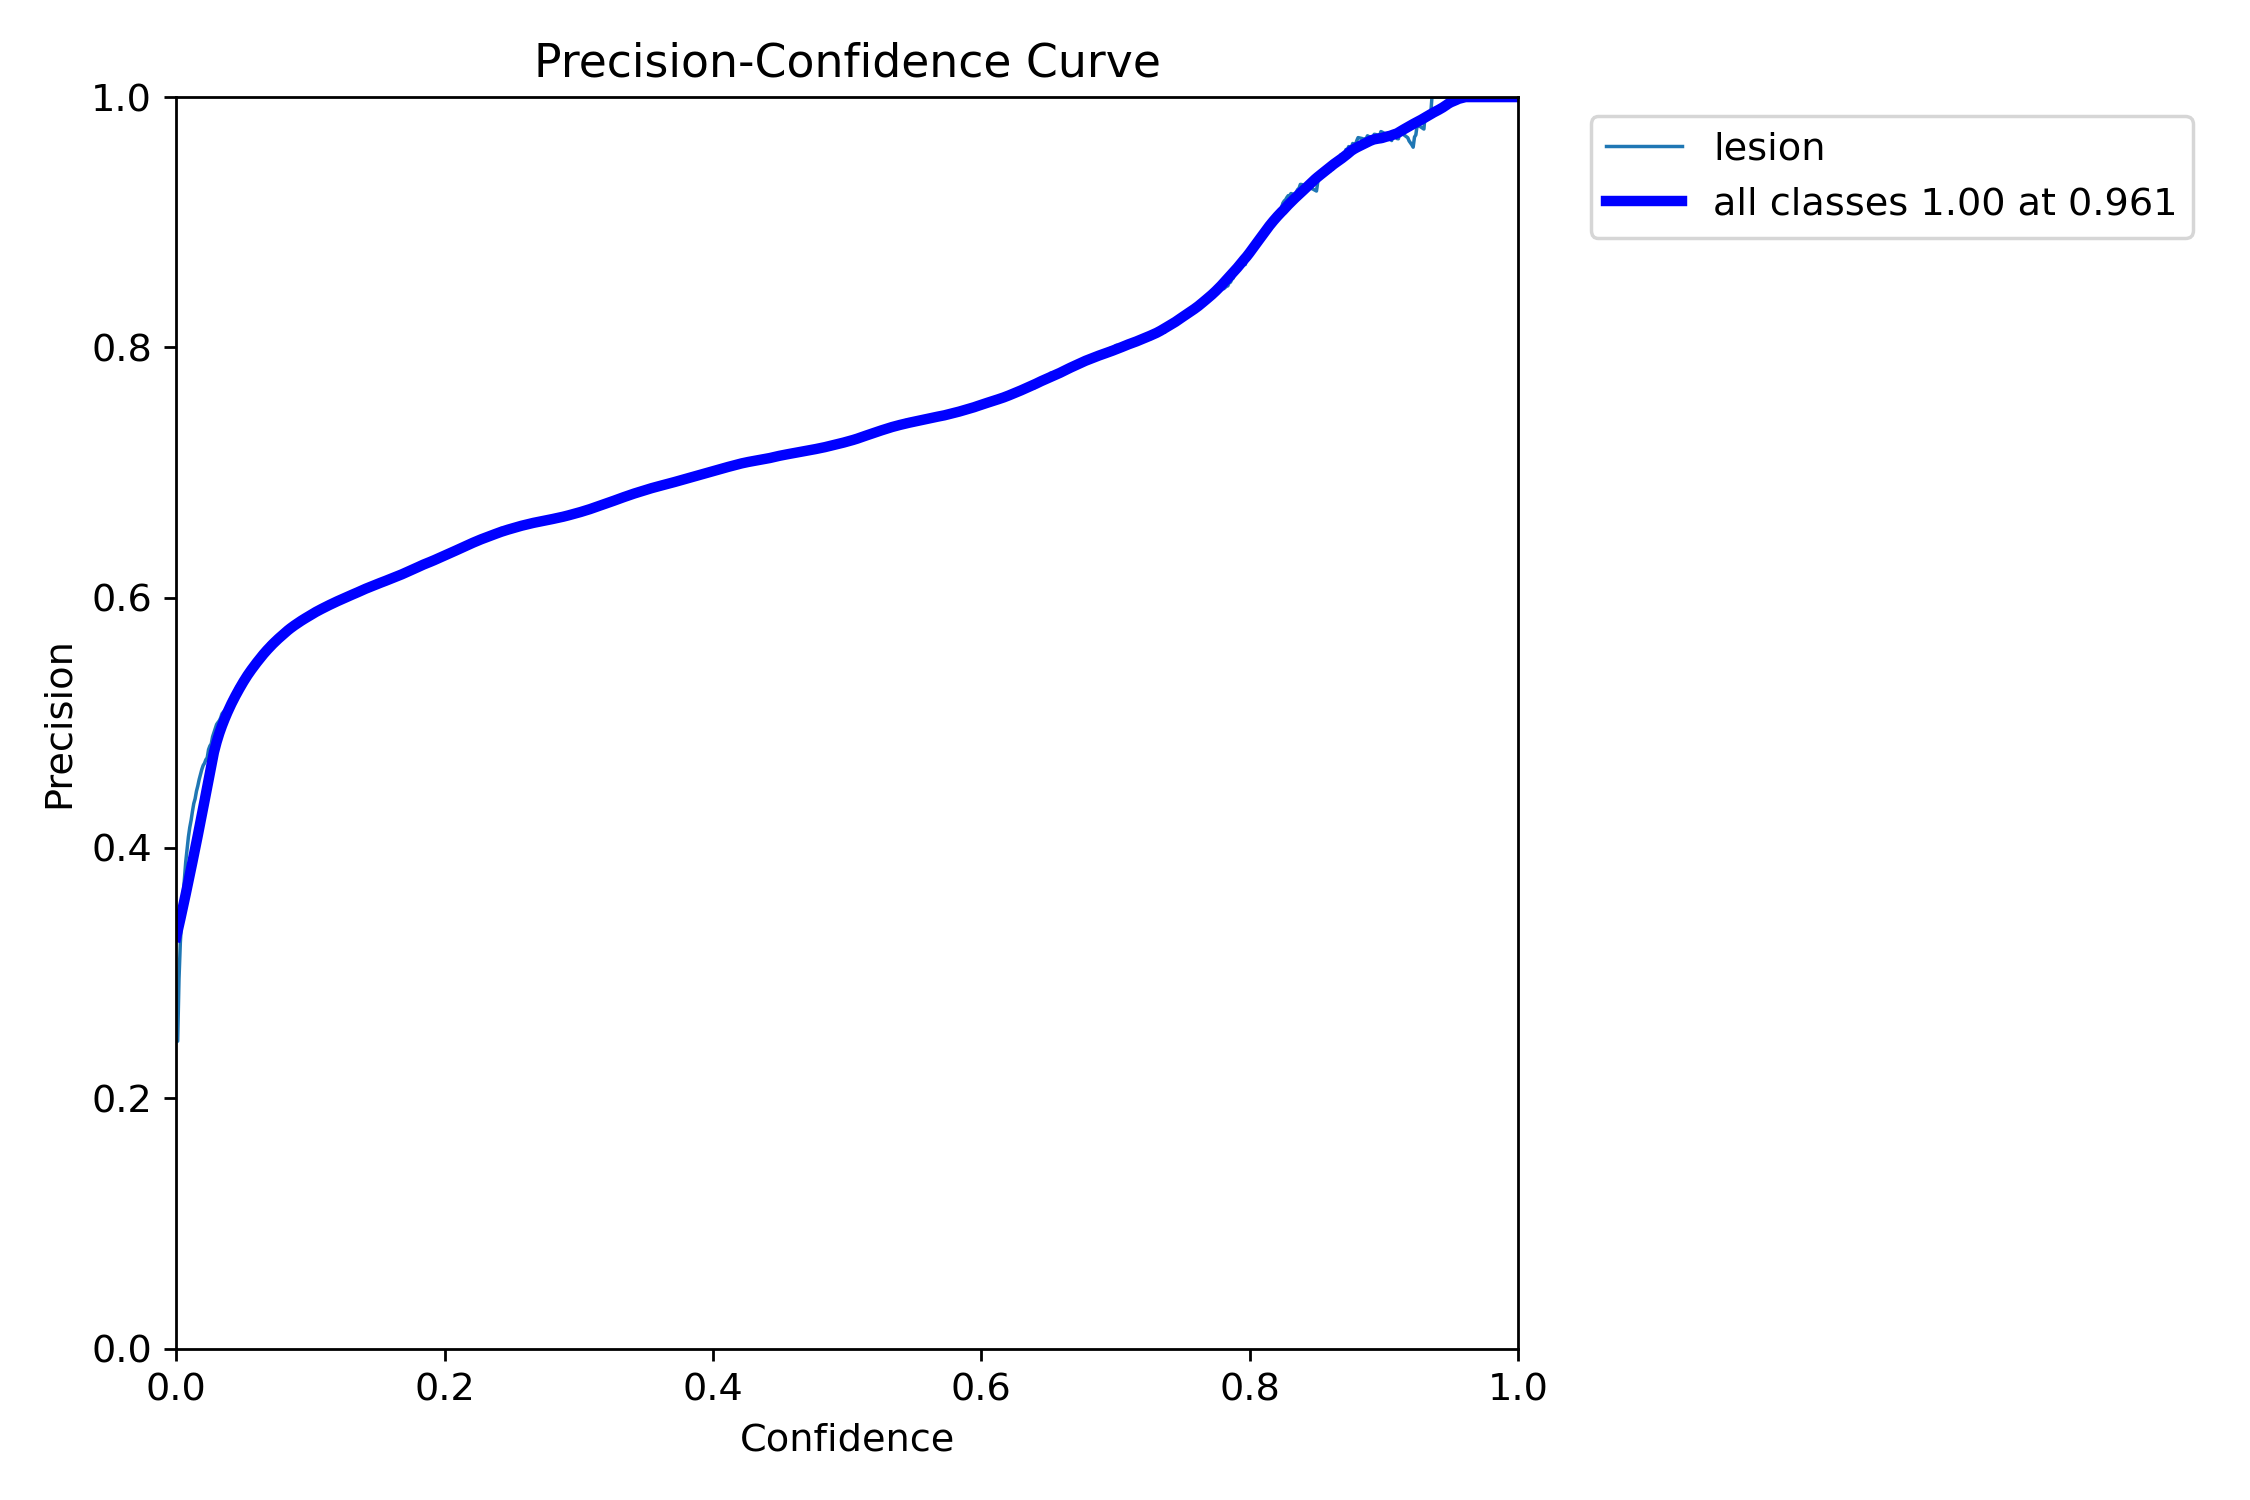 Precision-Confidence Curve
1.0
0.8
0.6
0.4
0.2
0.0
Precision
0.0 0.2 0.4 0.6 0.8 1.0
Confidence
lesion
all classes 1.00 at 0.961